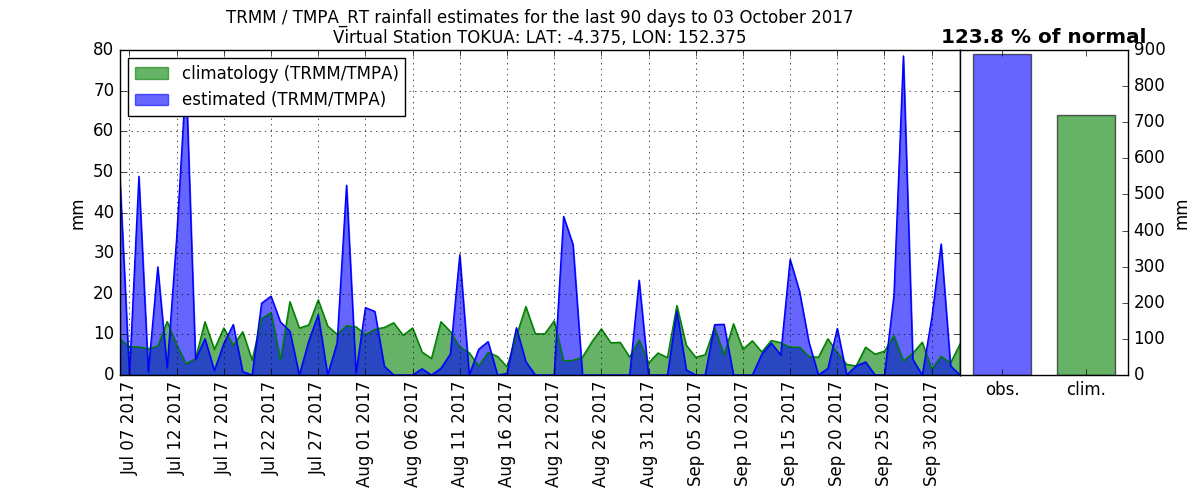 TRMM / TMPA_RT rainfall estimates for the last 90 days to 03 October 2017
Virtual Station TOKUA: LAT: -4.375, LON: 152.375
123.8 % of normal
climatology (TRMM/TMPA)
estimated (TRMM/TMPA)
mm
80
70
60
50
40
30
20
10
0
Jul 07 2017
Jul 12 2017
Jul 17 2017
Jul 22 2017
Jul 27 2017
Aug 01 2017
Aug 06 2017
Aug 11 2017
Aug 16 2017
Aug 21 2017
Aug 26 2017
Aug 31 2017
Sep 05 2017
Sep 10 2017
Sep 15 2017
Sep 20 2017
Sep 25 2017
Sep 30 2017
obs.
clim.
900
800
700
600
500
400
300
200
100
0
mm